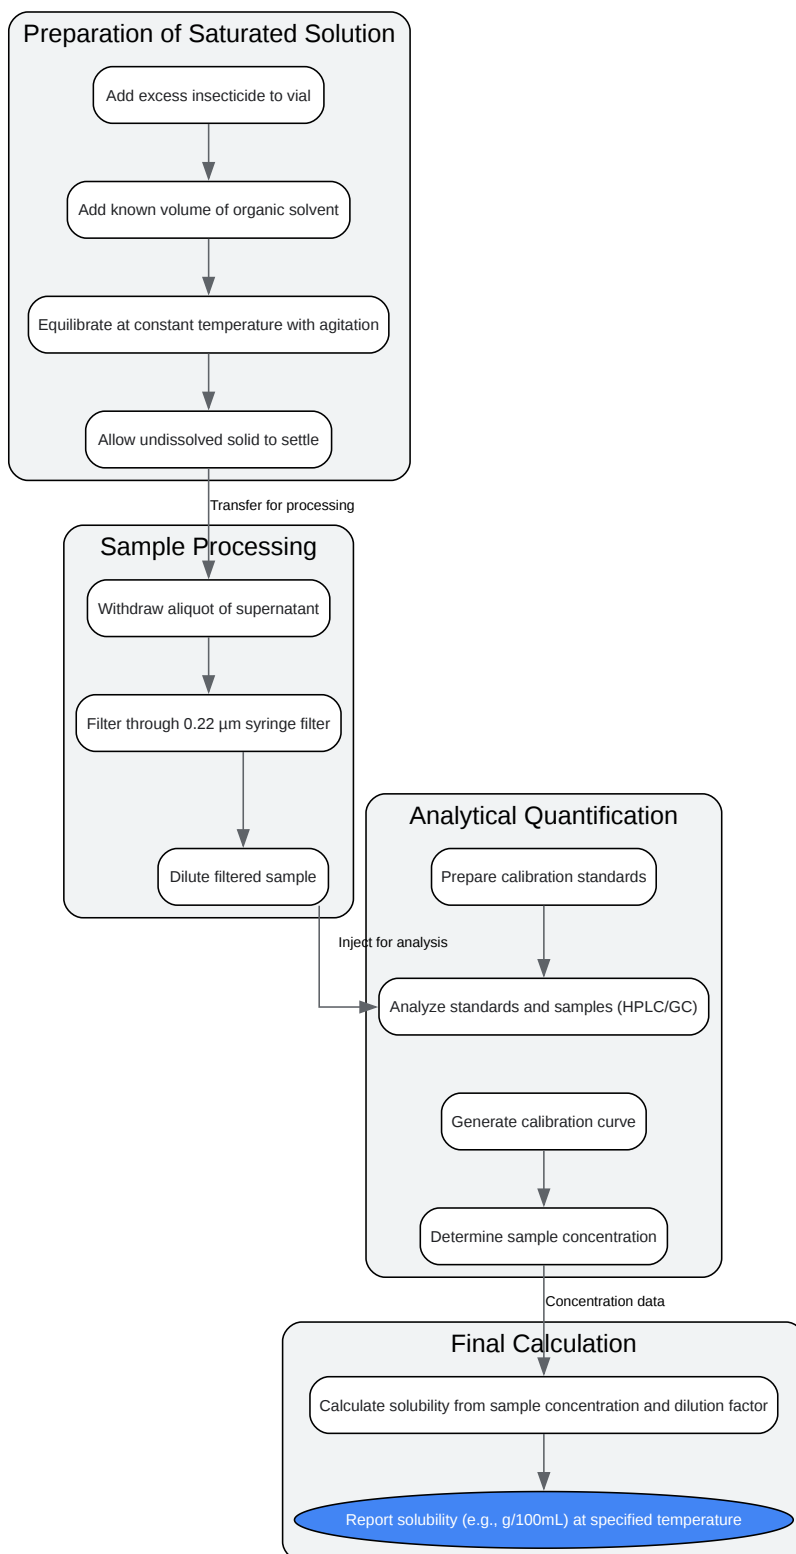 Preparation of Saturated Solution
Add excess insecticide to vial
Add known volume of organic solvent
Equilibrate at constant temperature with agitation
Allow undissolved solid to settle
Transfer for processing
Sample Processing
Withdraw aliquot of supernatant
Filter through 0.22 µm syringe filter
Dilute filtered sample
Inject for analysis
Analytical Quantification
Prepare calibration standards
Analyze standards and samples (HPLC/GC)
Generate calibration curve
Determine sample concentration
Concentration data
Final Calculation
Calculate solubility from sample concentration and dilution factor
Report solubility (e.g., g/100mL) at specified temperature